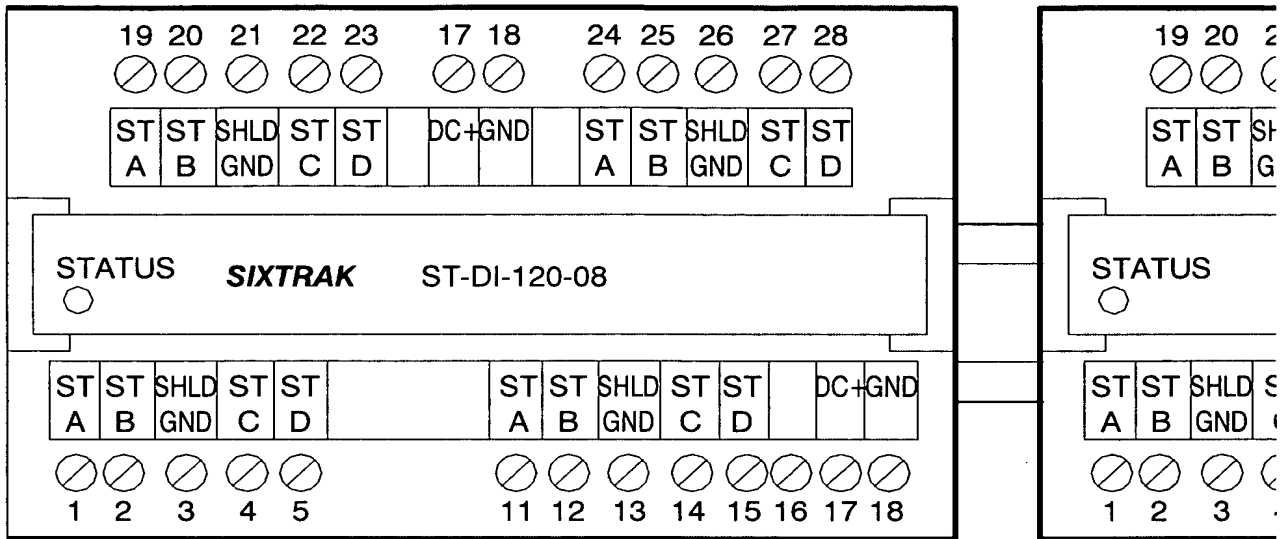 19 20 21 22 23 17 18 24 25 26 27 28
ST A ST B SHLD GND ST C ST D DC+ GND ST A ST B SHLD GND ST C ST D
STATUS SIXTRAK ST-DI-120-08
ST A ST B SHLD GND ST C ST D ST A ST B SHLD GND ST C ST D DC+ GND
1 2 3 4 5 11 12 13 14 15 16 17 18
19 20
ST A ST B
STATUS
ST A ST B SHLD GND
1 2 3